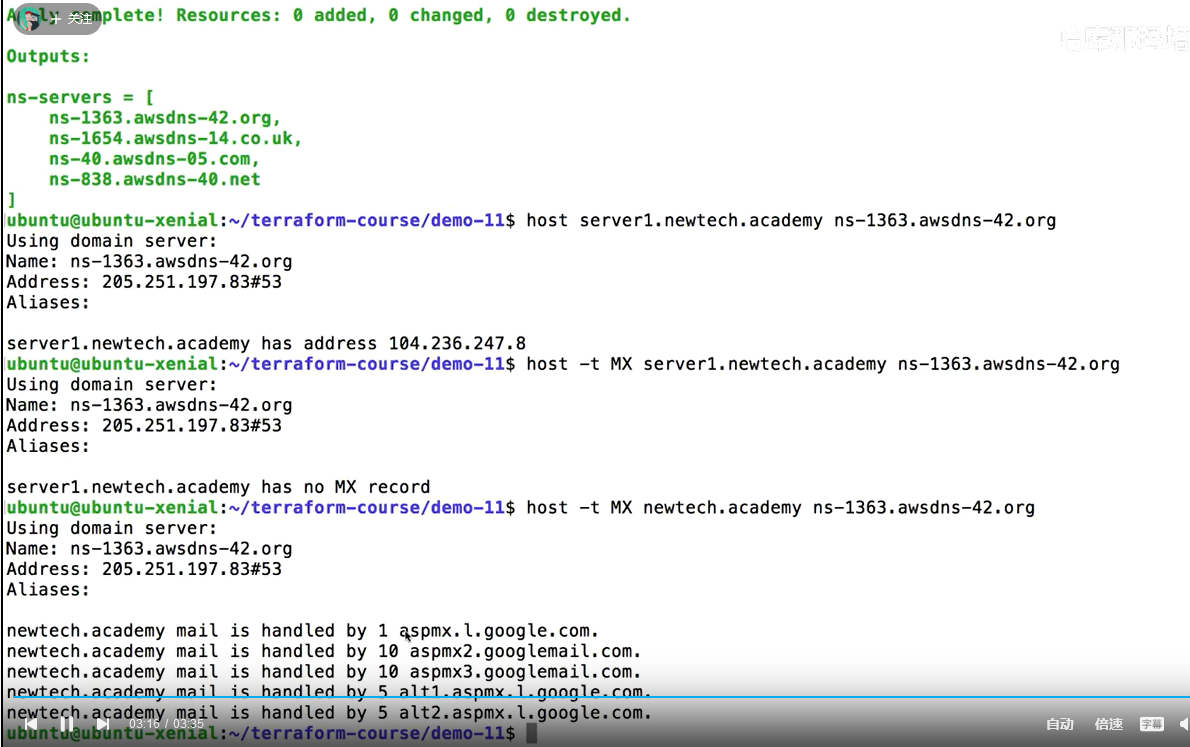 Apply complete! Resources: 0 added, 0 changed, 0 destroyed.
+ 关注
哈库那玛塔
Outputs:
ns-servers = [
ns-1363.awsdns-42.org,
ns-1654.awsdns-14.co.uk,
ns-40.awsdns-05.com,
ns-838.awsdns-40.net
]
ubuntu@ubuntu-xenial:~/terraform-course/demo-11$ host server1.newtech.academy ns-1363.awsdns-42.org
Using domain server:
Name: ns-1363.awsdns-42.org
Address: 205.251.197.83#53
Aliases:
server1.newtech.academy has address 104.236.247.8
ubuntu@ubuntu-xenial:~/terraform-course/demo-11$ host -t MX server1.newtech.academy ns-1363.awsdns-42.org
Using domain server:
Name: ns-1363.awsdns-42.org
Address: 205.251.197.83#53
Aliases:
server1.newtech.academy has no MX record
ubuntu@ubuntu-xenial:~/terraform-course/demo-11$ host -t MX newtech.academy ns-1363.awsdns-42.org
Using domain server:
Name: ns-1363.awsdns-42.org
Address: 205.251.197.83#53
Aliases:
newtech.academy mail is handled by 1 aspmx.l.google.com.
newtech.academy mail is handled by 10 aspmx2.googlemail.com.
newtech.academy mail is handled by 10 aspmx3.googlemail.com.
newtech.academy mail is handled by 5 alt1.aspmx.l.google.com.
newtech.academy mail is handled by 5 alt2.aspmx.l.google.com.
03:16 / 03:35
自动 倍速 字幕
ubuntu@ubuntu-xenial:~/terraform-course/demo-11$